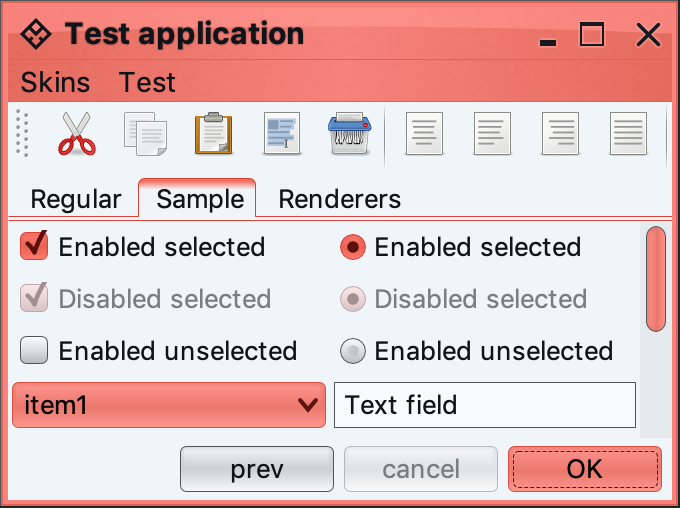 Test application
Skins Test
Regular Sample Renderers
Enabled selected Enabled selected
Disabled selected Disabled selected
Enabled unselected Enabled unselected
item1 Text field
prev cancel OK